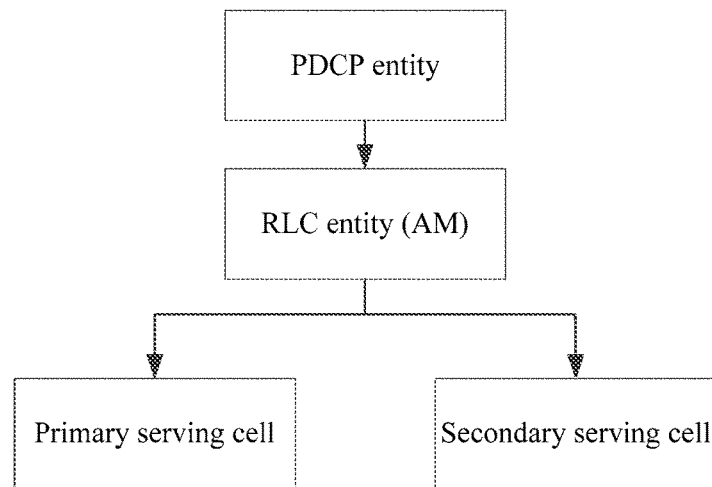 PDCP entity
RLC entity (AM)
Primary serving cell
Secondary serving cell